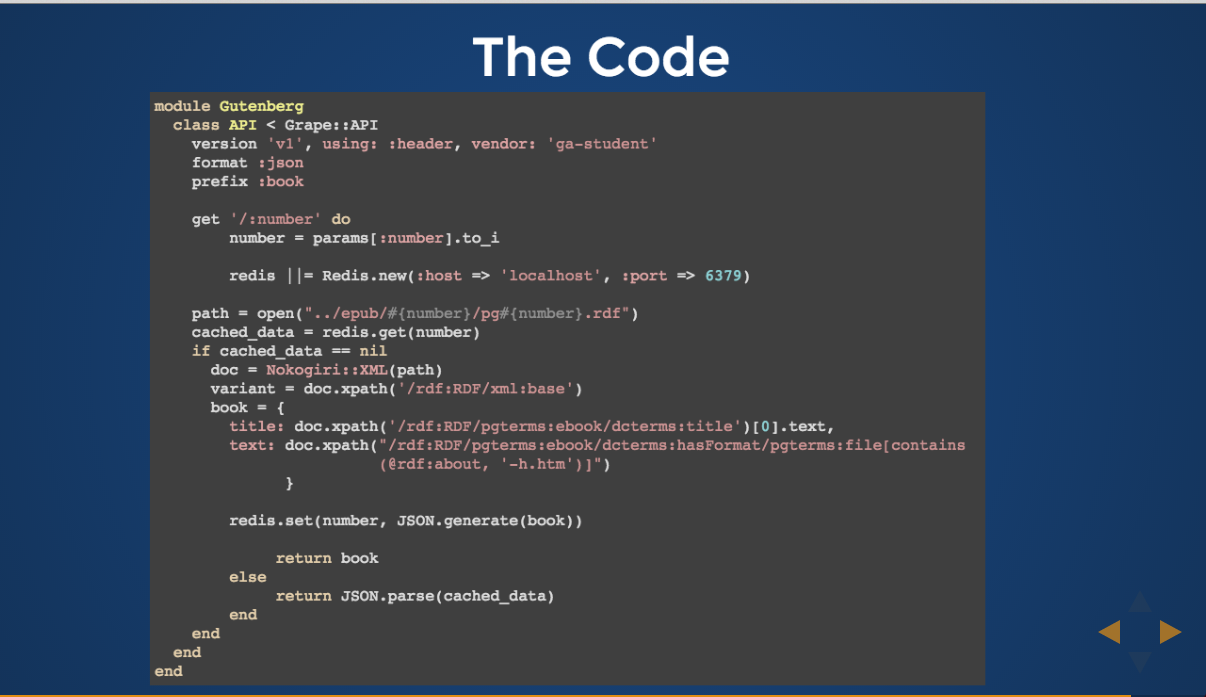 The Code
module Gutenberg
  class API < Grape::API
    version 'v1', using: :header, vendor: 'ga-student'
    format :json
    prefix :book

    get '/:number' do
        number = params[:number].to_i

        redis ||= Redis.new(:host => 'localhost', :port => 6379)

    path = open("../epub/#{number}/pg#{number}.rdf")
    cached_data = redis.get(number)
    if cached_data == nil
      doc = Nokogiri::XML(path)
      variant = doc.xpath('/rdf:RDF/xml:base')
      book = {
        title: doc.xpath('/rdf:RDF/pgterms:ebook/dcterms:title')[0].text,
        text: doc.xpath("/rdf:RDF/pgterms:ebook/dcterms:hasFormat/pgterms:file[contains
                        (@rdf:about, '-h.htm')]")
              }

        redis.set(number, JSON.generate(book))

             return book
        else
             return JSON.parse(cached_data)
        end
    end
  end
end